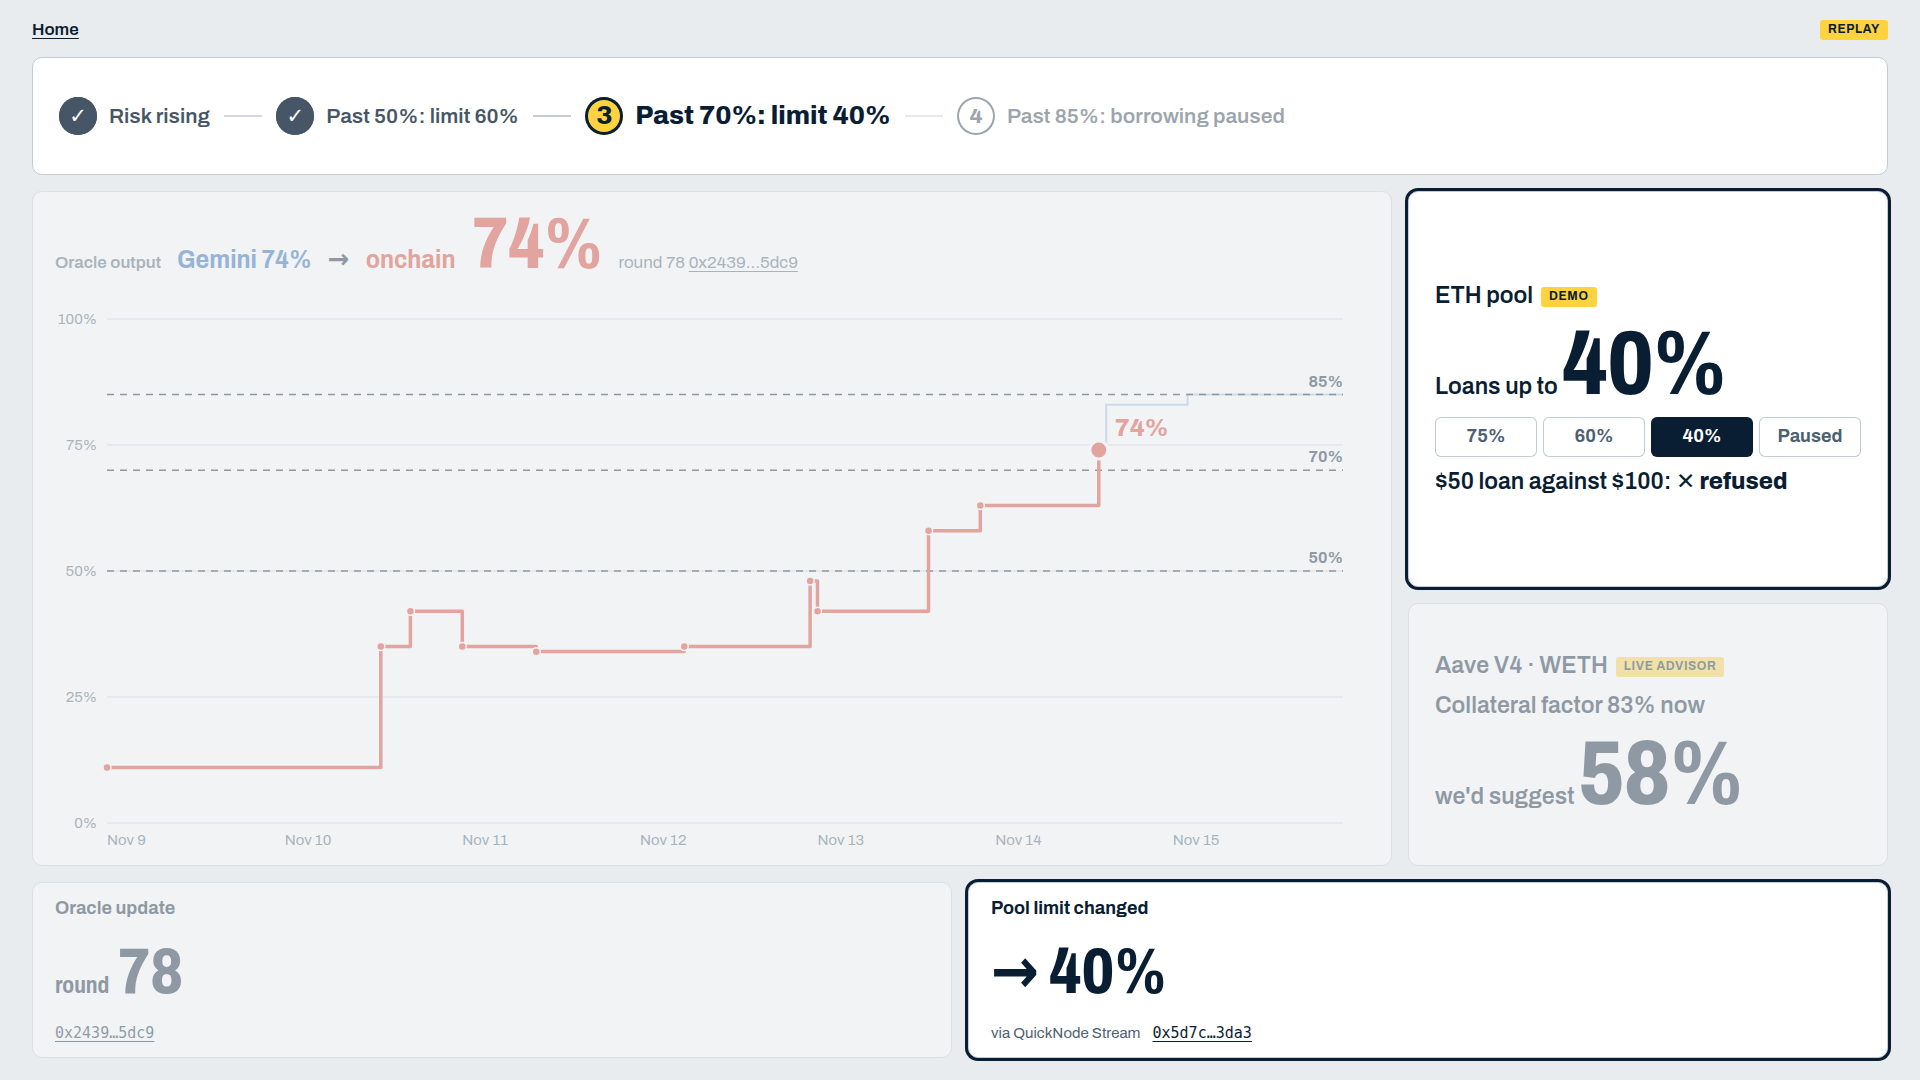 Home
REPLAY
✓ Risk rising
✓ Past 50%: limit 60%
3 Past 70%: limit 40%
4 Past 85%: borrowing paused
Oracle output Gemini 74% → onchain 74% round 78 0x2439…5dc9
100%
85%
74%
75%
70%
50%
50%
25%
0%
Nov 9 Nov 10 Nov 11 Nov 12 Nov 13 Nov 14 Nov 15
ETH pool DEMO
Loans up to 40%
75% 60% 40% Paused
$50 loan against $100: ✕ refused
Aave V4 · WETH LIVE ADVISOR
Collateral factor 83% now
we'd suggest 58%
Oracle update
round 78
0x2439…5dc9
Pool limit changed
→ 40%
via QuickNode Stream 0x5d7c…3da3